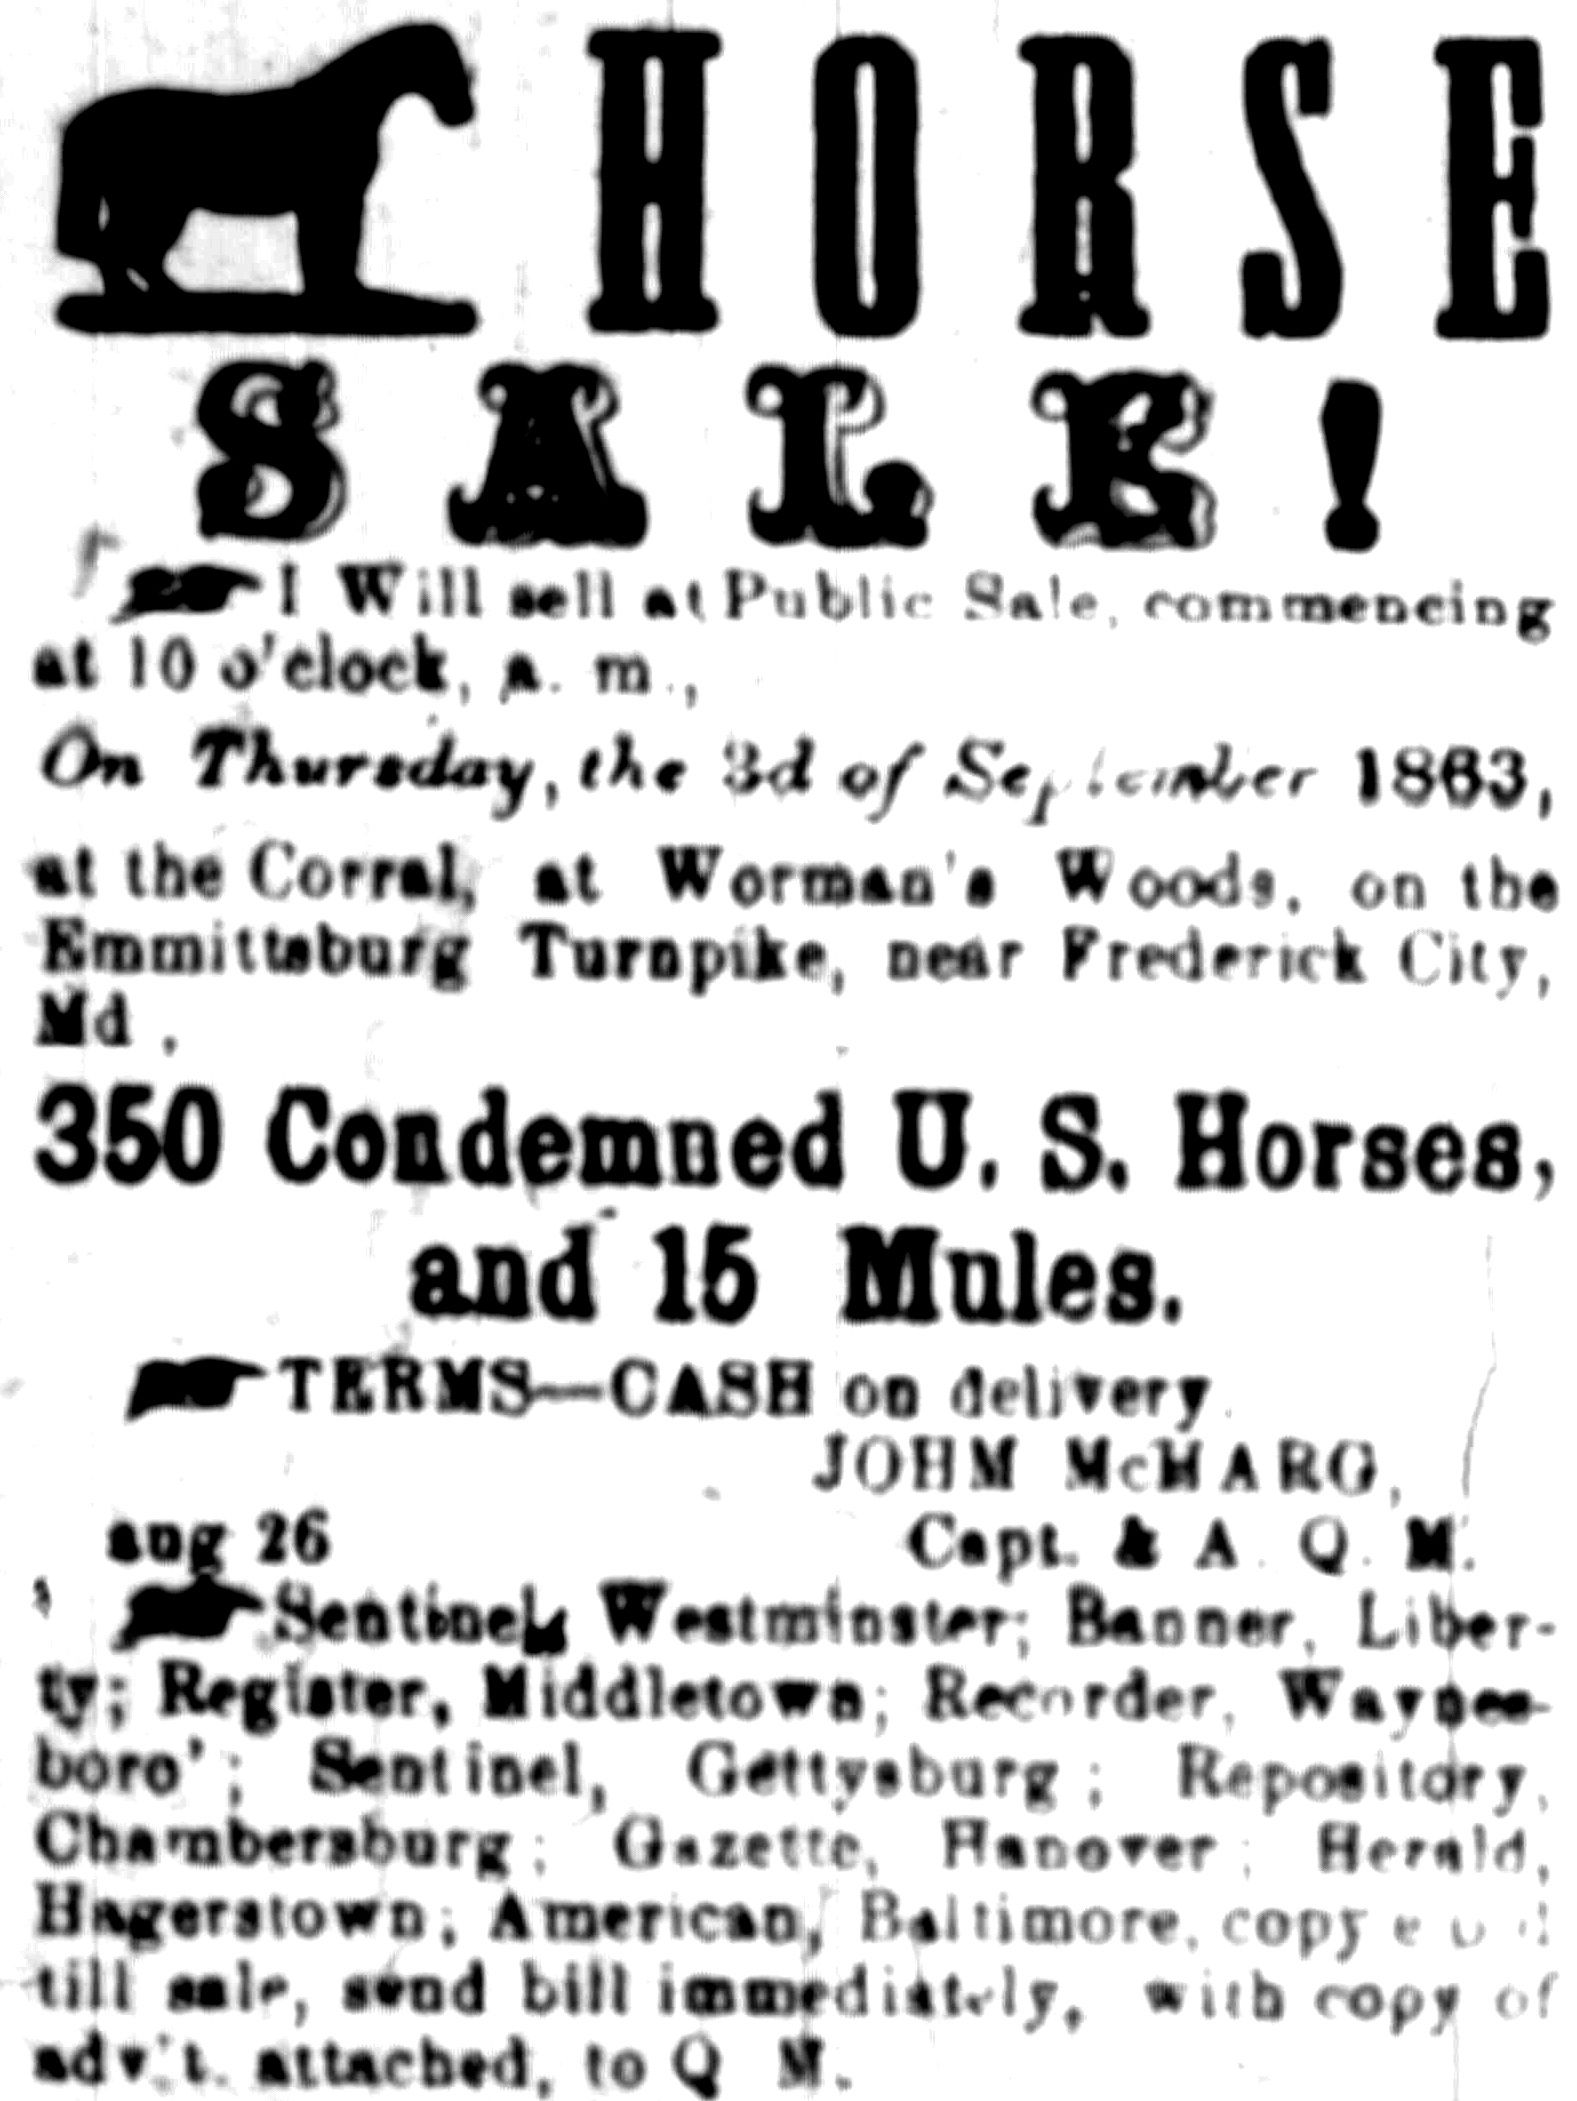 HORSE
SALE!
I Will sell at Public Sale, commencing
at 10 o'clock, a. m.,
On Thursday, the 3d of September 1863,
at the Corral, at Worman's Woods, on the
Emmittsburg Turnpike, near Frederick City,
Md ,
350 Condemned U. S. Horses,
and 15 Mules.
TERMS—CASH on delivery.
JOHM McHARG,
aug 26 Capt. & A. Q. M.
Sentinel, Westminster; Banner, Liber-
ty; Register, Middletown; Recorder, Waynes-
boro'; Sentinel, Gettysburg; Repository,
Chambersburg; Gazette, Hanover; Herald,
Hagerstown; American, Baltimore, copy
till sale, send bill immediately, with copy of
adv't. attached, to Q M.